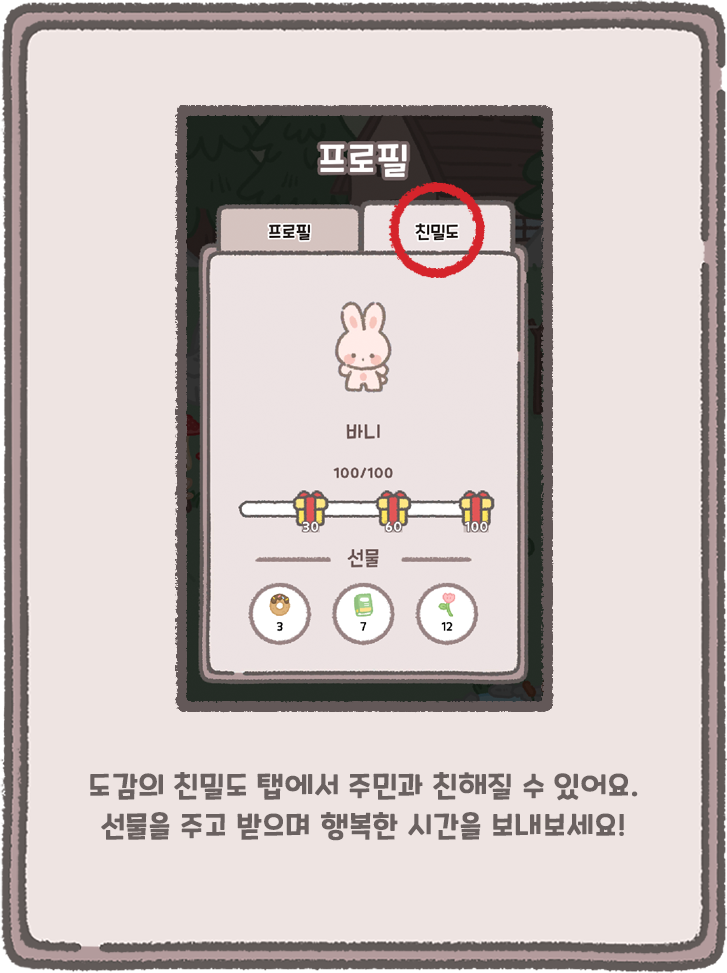 프로필
프로필 친밀도
바니
100/100
30 60 100
선물
3 7 12
도감의 친밀도 탭에서 주민과 친해질 수 있어요.
선물을 주고 받으며 행복한 시간을 보내보세요!